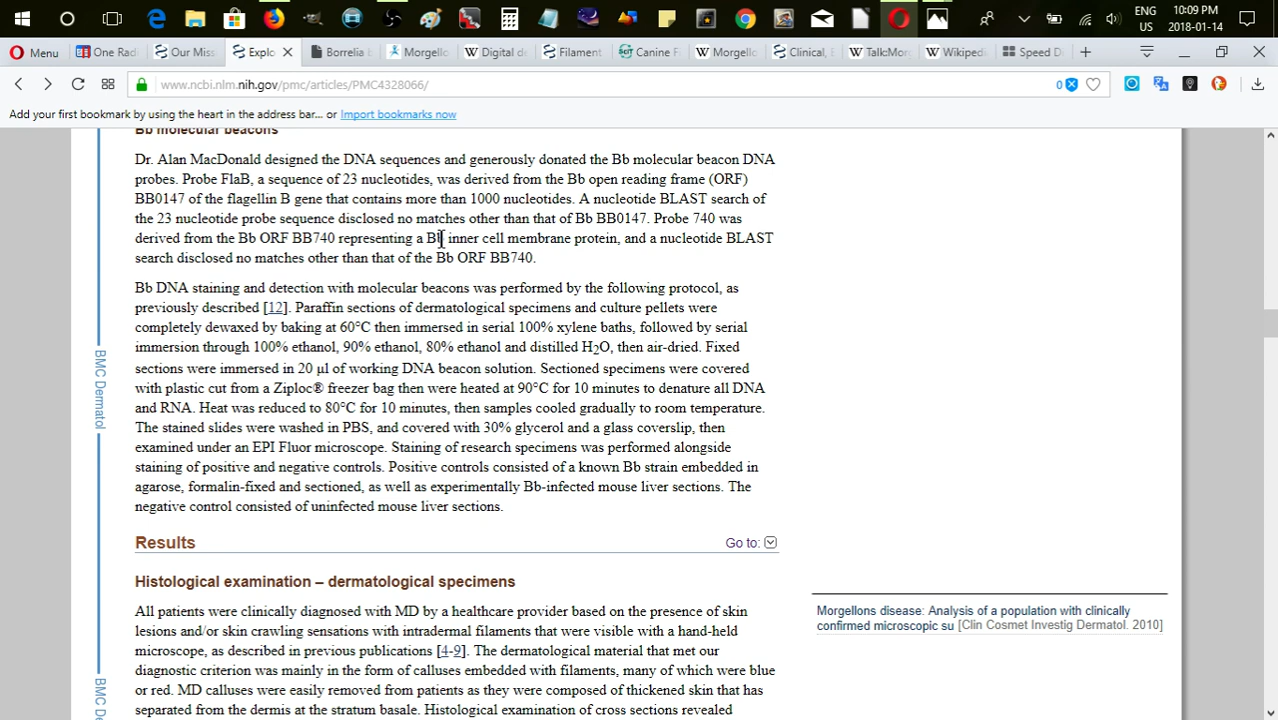 ENG
US
10:09 PM
2018-01-14
Menu
One Rad
Our Miss
Explo
Borrelia b
Morgello
Digital de
Filament
Canine F
Morgello
Clinical, E
TalkMor
Wikiped
Speed D
www.ncbi.nlm.nih.gov/pmc/articles/PMC4328066/
0
Add your first bookmark by using the heart in the address bar... or Import bookmarks now
Bb molecular beacons
Dr. Alan MacDonald designed the DNA sequences and generously donated the Bb molecular beacon DNA
probes. Probe FlaB, a sequence of 23 nucleotides, was derived from the Bb open reading frame (ORF)
BB0147 of the flagellin B gene that contains more than 1000 nucleotides. A nucleotide BLAST search of
the 23 nucleotide probe sequence disclosed no matches other than that of Bb BB0147. Probe 740 was
derived from the Bb ORF BB740 representing a Bb inner cell membrane protein, and a nucleotide BLAST
search disclosed no matches other than that of the Bb ORF BB740.
Bb DNA staining and detection with molecular beacons was performed by the following protocol, as
previously described [12]. Paraffin sections of dermatological specimens and culture pellets were
completely dewaxed by baking at 60°C then immersed in serial 100% xylene baths, followed by serial
immersion through 100% ethanol, 90% ethanol, 80% ethanol and distilled H2O, then air-dried. Fixed
sections were immersed in 20 μl of working DNA beacon solution. Sectioned specimens were covered
with plastic cut from a Ziploc® freezer bag then were heated at 90°C for 10 minutes to denature all DNA
and RNA. Heat was reduced to 80°C for 10 minutes, then samples cooled gradually to room temperature.
The stained slides were washed in PBS, and covered with 30% glycerol and a glass coverslip, then
examined under an EPI Fluor microscope. Staining of research specimens was performed alongside
staining of positive and negative controls. Positive controls consisted of a known Bb strain embedded in
agarose, formalin-fixed and sectioned, as well as experimentally Bb-infected mouse liver sections. The
negative control consisted of uninfected mouse liver sections.
Results
Go to:
Histological examination – dermatological specimens
All patients were clinically diagnosed with MD by a healthcare provider based on the presence of skin
lesions and/or skin crawling sensations with intradermal filaments that were visible with a hand-held
microscope, as described in previous publications [4-9]. The dermatological material that met our
diagnostic criterion was mainly in the form of calluses embedded with filaments, many of which were blue
or red. MD calluses were easily removed from patients as they were composed of thickened skin that has
separated from the dermis at the stratum basale. Histological examination of cross sections revealed
BMC Dermatol
BMC De
Morgellons disease: Analysis of a population with clinically
confirmed microscopic su [Clin Cosmet Investig Dermatol. 2010]